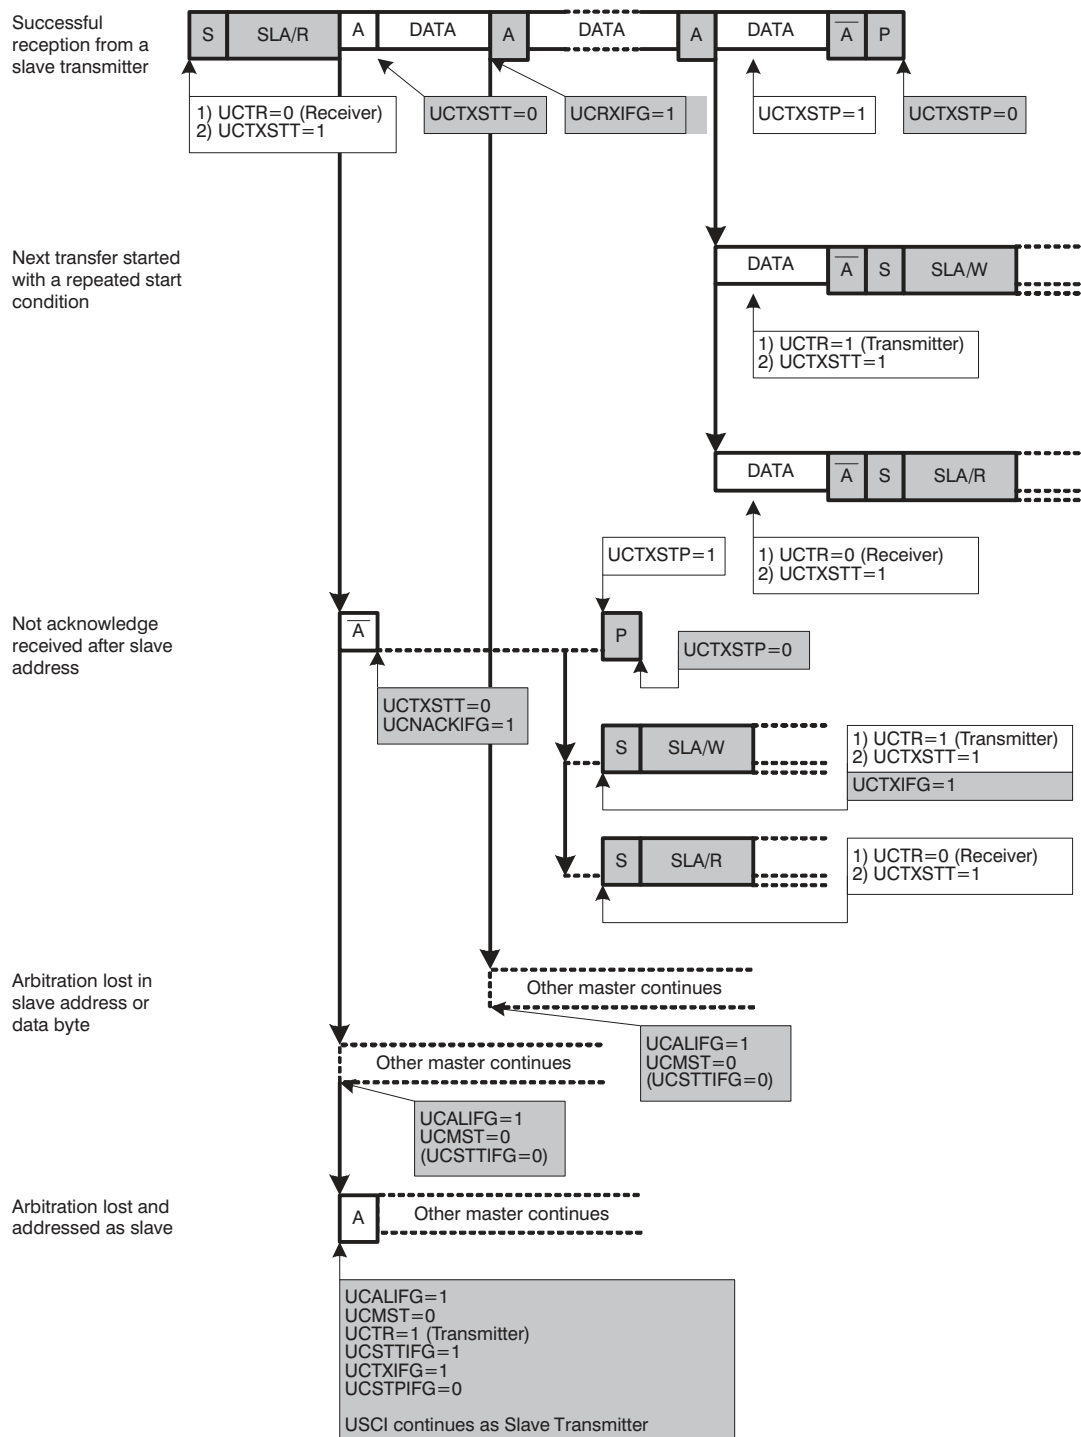 Successful
reception from a
slave transmitter
S SLA/R A DATA A DATA A DATA A P
1) UCTR=0 (Receiver)
2) UCTXSTT=1
UCTXSTT=0
UCRXIFG=1
UCTXSTP=1
UCTXSTP=0
Next transfer started
with a repeated start
condition
DATA A S SLA/W
1) UCTR=1 (Transmitter)
2) UCTXSTT=1
DATA A S SLA/R
1) UCTR=0 (Receiver)
2) UCTXSTT=1
UCTXSTP=1
Not acknowledge
received after slave
address
A
P
UCTXSTP=0
UCTXSTT=0
UCNACKIFG=1
S SLA/W
1) UCTR=1 (Transmitter)
2) UCTXSTT=1
UCTXIFG=1
S SLA/R
1) UCTR=0 (Receiver)
2) UCTXSTT=1
Arbitration lost in
slave address or
data byte
Other master continues
UCALIFG=1
UCMST=0
(UCSTTIFG=0)
Other master continues
UCALIFG=1
UCMST=0
(UCSTTIFG=0)
Arbitration lost and
addressed as slave
A Other master continues
UCALIFG=1
UCMST=0
UCTR=1 (Transmitter)
UCSTTIFG=1
UCTXIFG=1
UCSTPIFG=0
USCI continues as Slave Transmitter